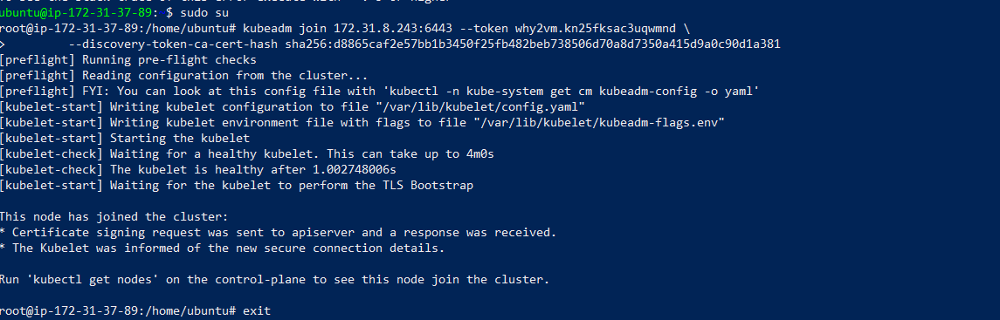 ubuntu@ip-172-31-37-89: $ sudo su
root@ip-172-31-37-89:/home/ubuntu# kubeadm join 172.31.8.243:6443 --token why2vm.kn25fksac3uqwmnd \
>         --discovery-token-ca-cert-hash sha256:d8865caf2e57bb1b3450f25fb482beb738506d70a8d7350a415d9a0c90d1a381
[preflight] Running pre-flight checks
[preflight] Reading configuration from the cluster...
[preflight] FYI: You can look at this config file with 'kubectl -n kube-system get cm kubeadm-config -o yaml'
[kubelet-start] Writing kubelet configuration to file "/var/lib/kubelet/config.yaml"
[kubelet-start] Writing kubelet environment file with flags to file "/var/lib/kubelet/kubeadm-flags.env"
[kubelet-start] Starting the kubelet
[kubelet-check] Waiting for a healthy kubelet. This can take up to 4m0s
[kubelet-check] The kubelet is healthy after 1.002748006s
[kubelet-start] Waiting for the kubelet to perform the TLS Bootstrap
This node has joined the cluster:
* Certificate signing request was sent to apiserver and a response was received.
* The Kubelet was informed of the new secure connection details.
Run 'kubectl get nodes' on the control-plane to see this node join the cluster.
root@ip-172-31-37-89:/home/ubuntu# exit